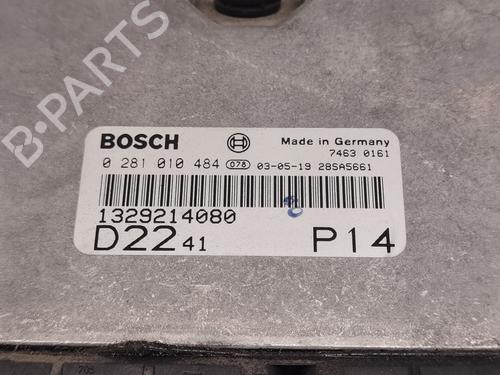 B-PARTS
BOSCH Made in Germany
7463 0161
0 281 010 484 078 03-05-19 28SA5661
1329214080
D22 41 P14